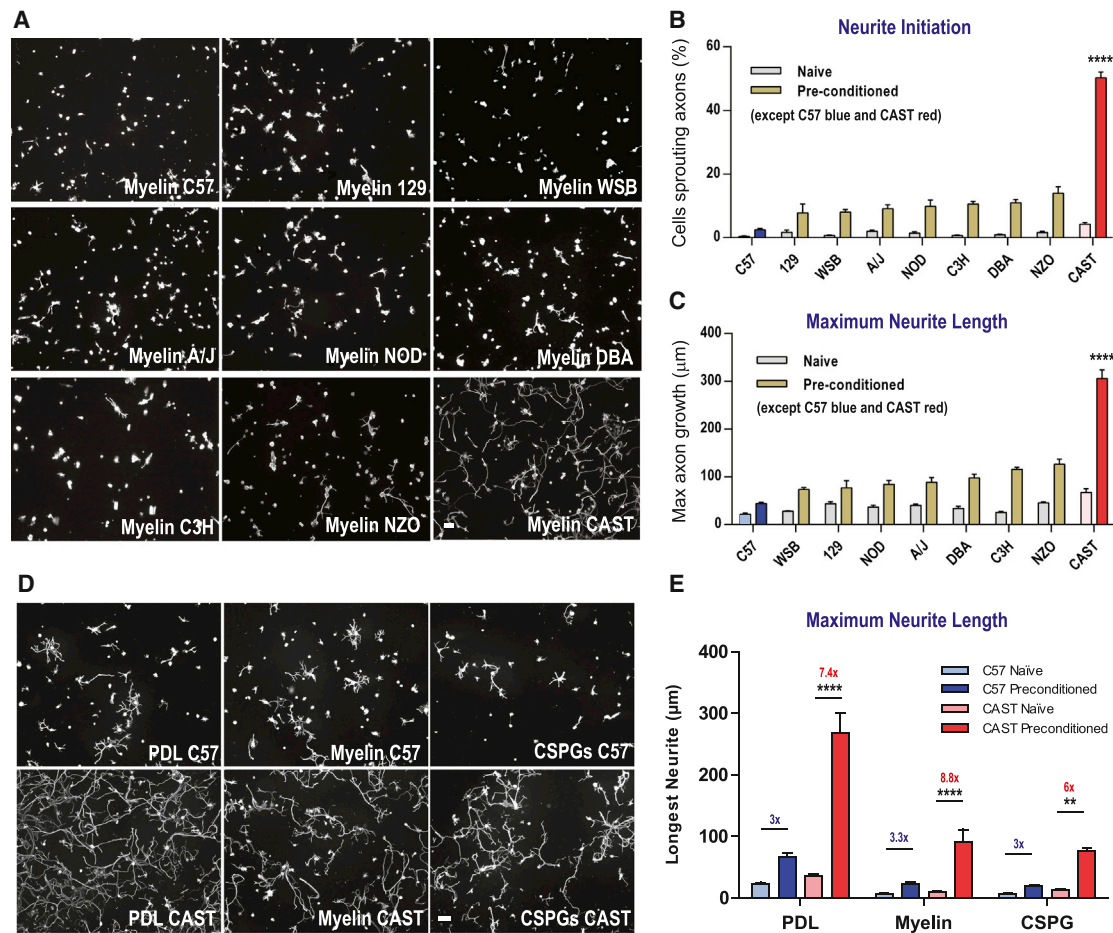 A
Myelin C57
Myelin 129
Myelin WSB
Myelin A/J
Myelin NOD
Myelin DBA
Myelin C3H
Myelin NZO
Myelin CAST
B
Neurite Initiation
Cells sprouting axons (%)
60
40
20
0
Naive
Pre-conditioned
(except C57 blue and CAST red)
****
C57
129
WSB
A/J
NOD
C3H
DBA
NZO
CAST
C
Maximum Neurite Length
Max axon growth (μm)
400
300
200
100
0
Naive
Pre-conditioned
(except C57 blue and CAST red)
****
C57
WSB
129
NOD
A/J
DBA
C3H
NZO
CAST
D
PDL C57
Myelin C57
CSPGs C57
PDL CAST
Myelin CAST
CSPGs CAST
E
Maximum Neurite Length
Longest Neurite (μm)
400
300
200
100
0
C57 Naïve
C57 Preconditioned
CAST Naïve
CAST Preconditioned
3x
7.4x
****
3.3x
8.8x
****
3x
6x
**
PDL
Myelin
CSPG